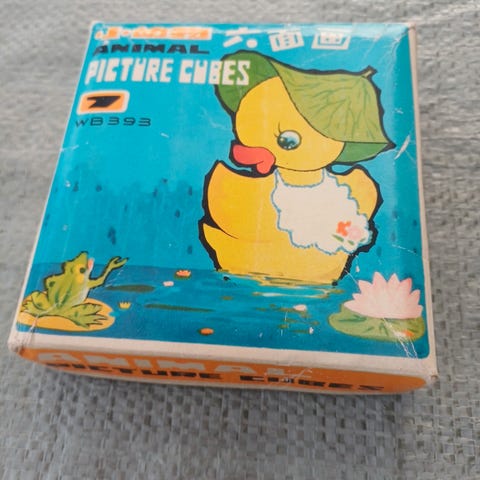 六面画
ANIMAL
PICTURE CUBES
WB393
ANIMAL
PICTURE CUBES